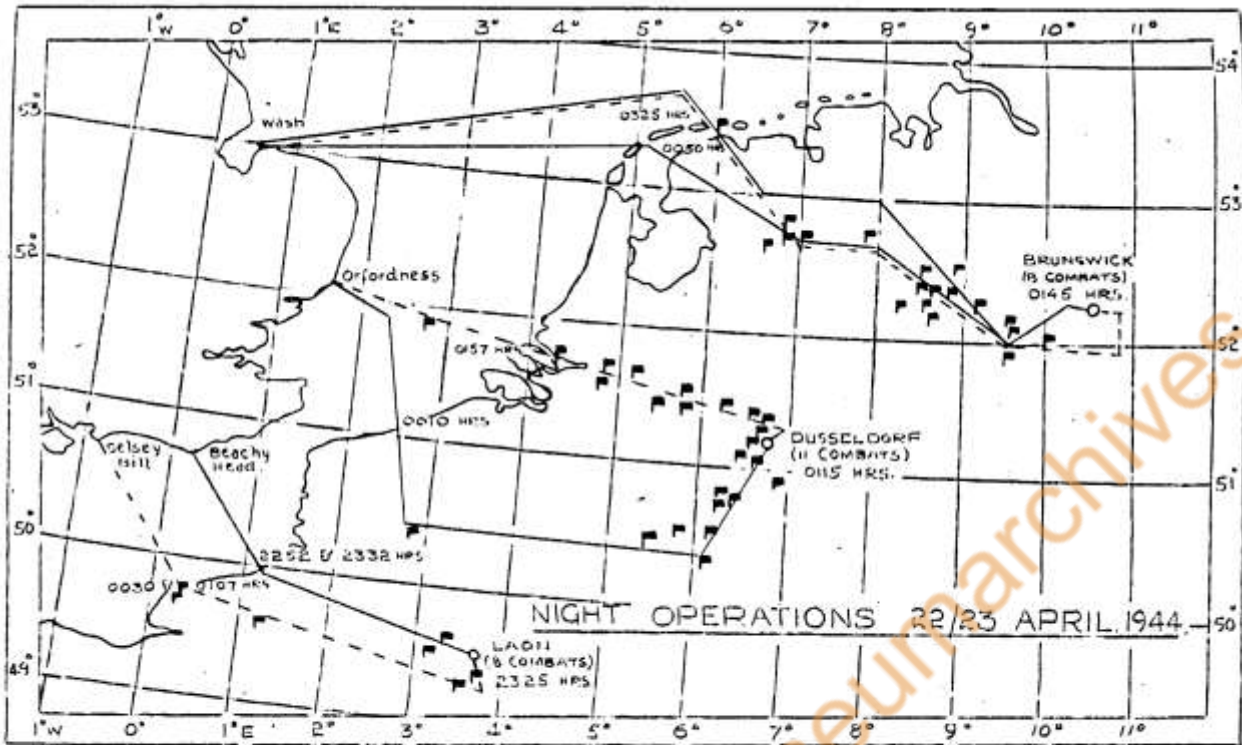 1° W 0° 1° E 2° 3° 4° 5° 6° 7° 8° 9° 10° 11°
54°
53°
Wash
0325 HRS
0050 HRS
53°
52°
Orfordness
BRUNSWICK
(18 COMBATS)
0145 HRS.
0157 HRS
52°
51°
0010 HRS
Selsey Bill
Beachy Head
DUSSELDORF
(11 COMBATS)
0115 HRS.
51°
50°
2252 & 2332 HRS
0030 & 0107 HRS
NIGHT OPERATIONS 22/23 APRIL.1944
50°
LAON
(8 COMBATS)
2325 HRS
49°
1° W 0° 1° E 2° 3° 4° 5° 6° 7° 8° 9° 10° 11°
eumarchives